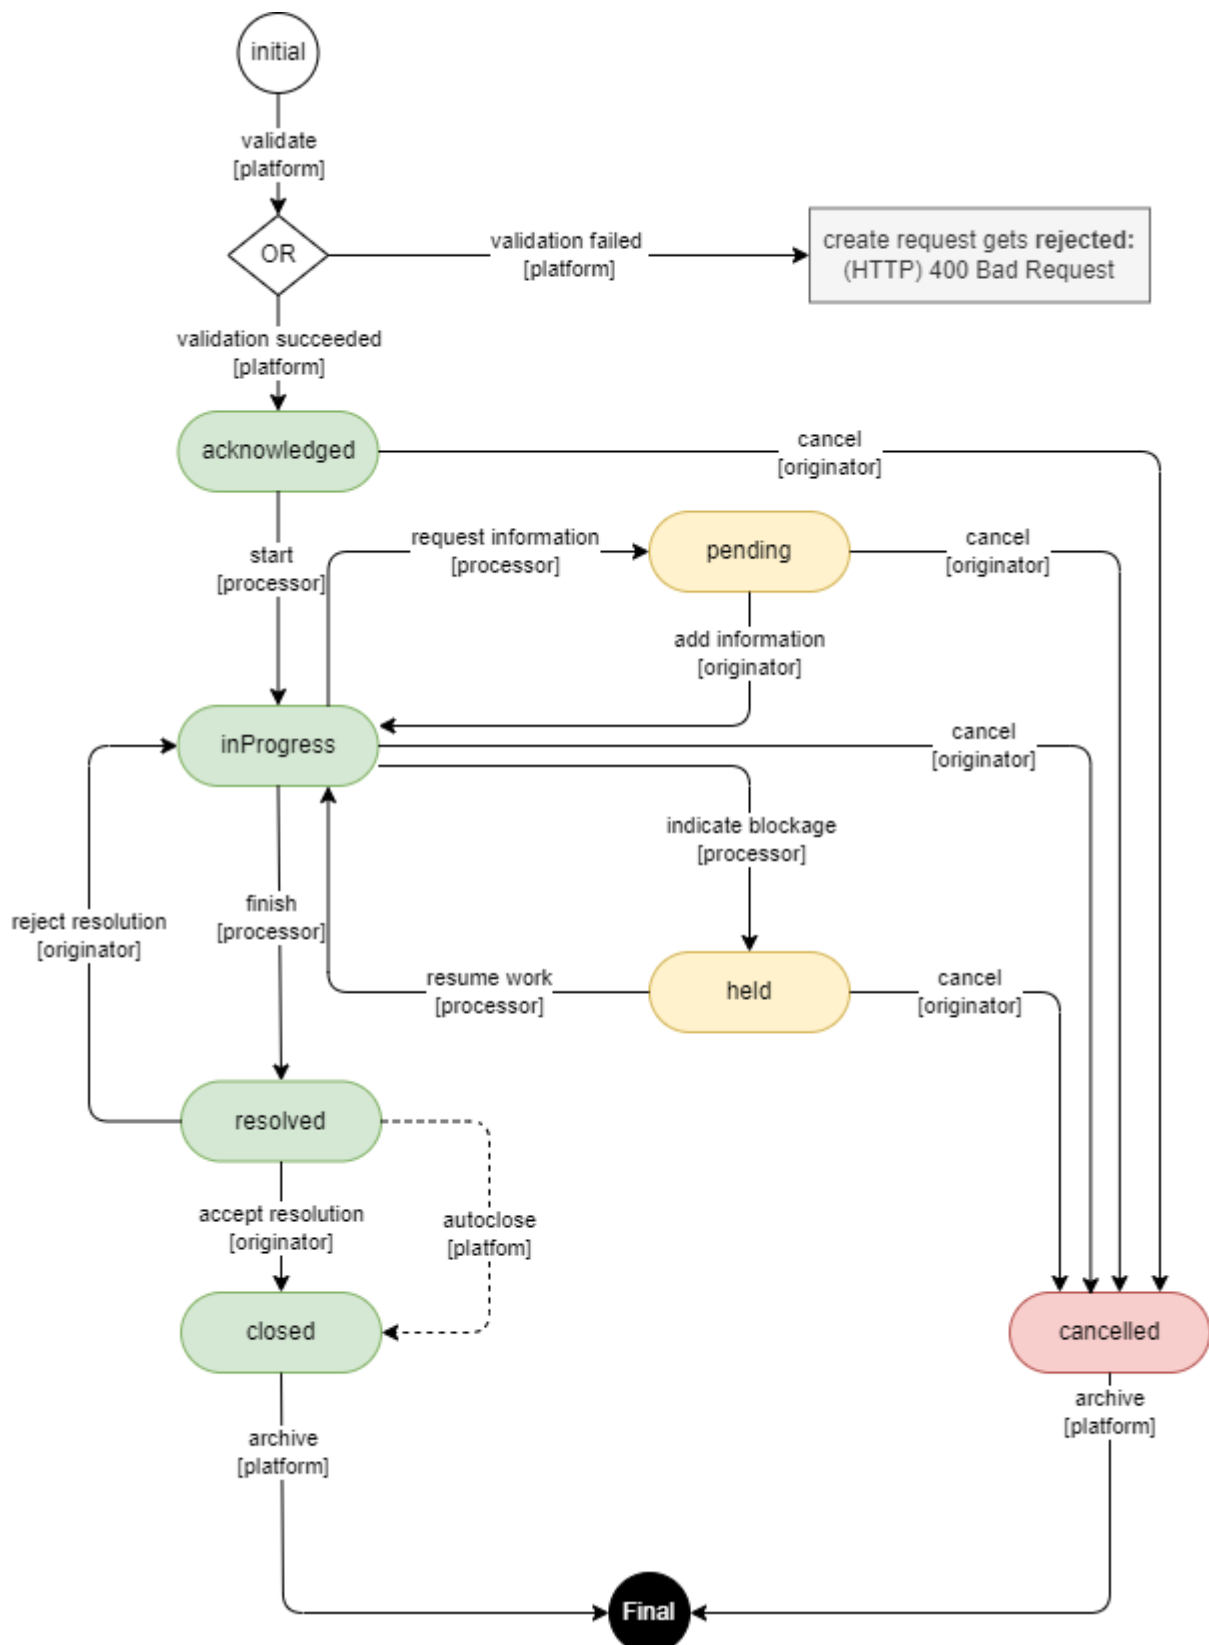 initial
validate
[platform]
OR
validation failed
[platform]
create request gets rejected:
(HTTP) 400 Bad Request
validation succeeded
[platform]
acknowledged
cancel
[originator]
start
[processor]
request information
[processor]
pending
cancel
[originator]
add information
[originator]
inProgress
cancel
[originator]
indicate blockage
[processor]
finish
[processor]
reject resolution
[originator]
resume work
[processor]
held
cancel
[originator]
resolved
accept resolution
[originator]
autoclose
[platfom]
closed
cancelled
archive
[platform]
archive
[platform]
Final